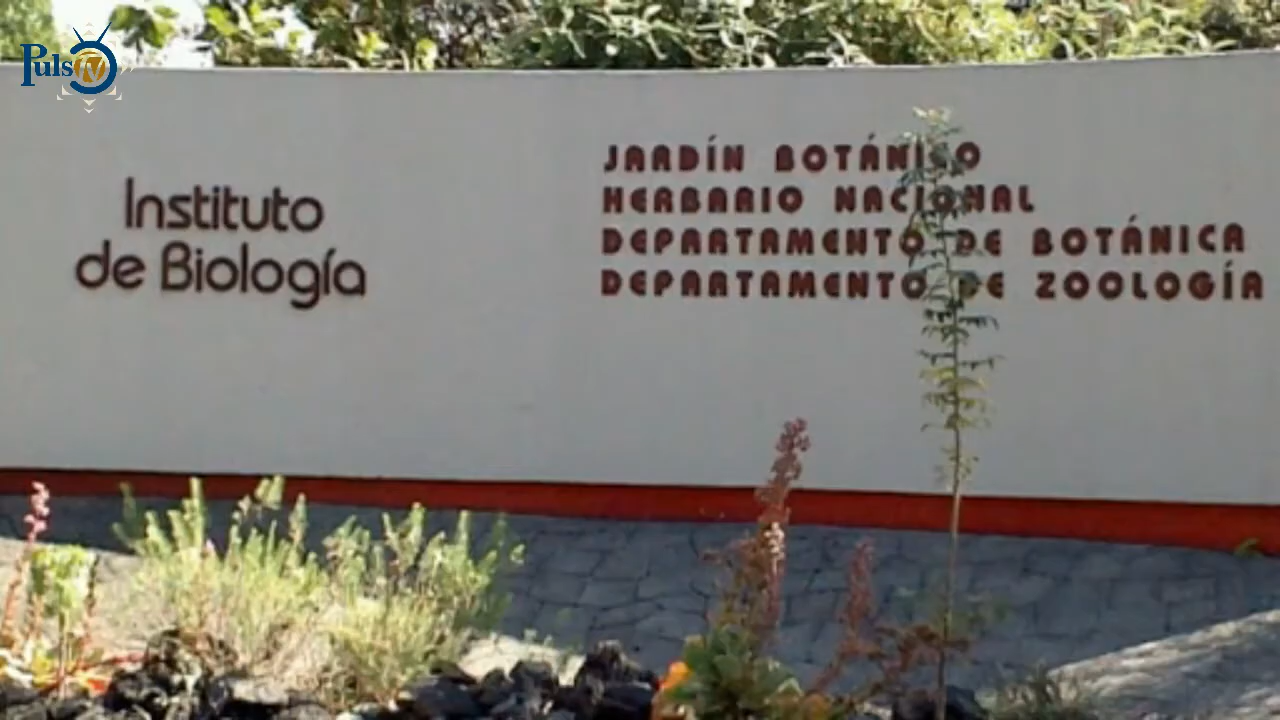 PulsTV
Instituto
de Biología
JARDÍN BOTÁNICO
HERBARIO NACIONAL
DEPARTAMENTO DE BOTÁNICA
DEPARTAMENTO DE ZOOLOGÍA